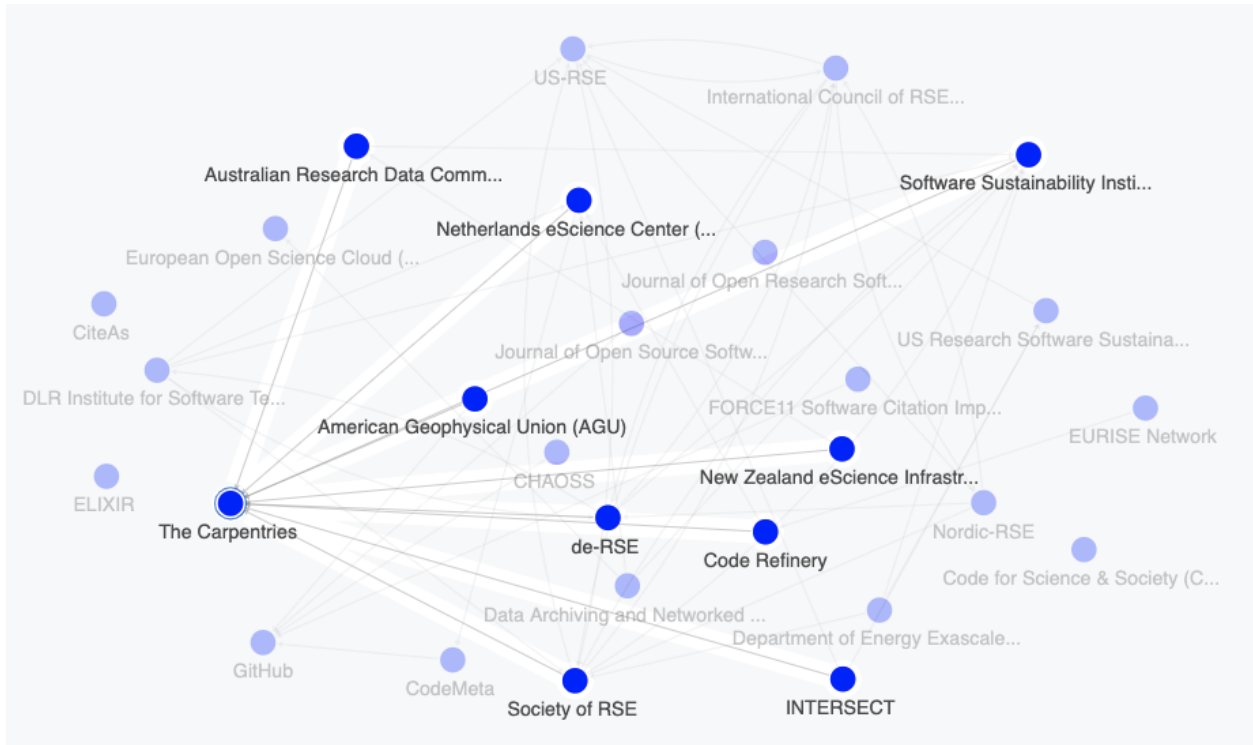 US-RSE
International Council of RSE...
Australian Research Data Comm...
Software Sustainability Insti...
Netherlands eScience Center (...
European Open Science Cloud (...
Journal of Open Research Soft...
CiteAs
US Research Software Sustaina...
Journal of Open Source Softw...
DLR Institute for Software Te...
FORCE11 Software Citation Imp...
American Geophysical Union (AGU)
EURISE Network
New Zealand eScience Infrastr...
CHAOSS
ELIXIR
The Carpentries
Nordic-RSE
de-RSE
Code Refinery
Code for Science & Society (C...
Data Archiving and Networked ...
Department of Energy Exascale...
GitHub
CodeMeta
Society of RSE
INTERSECT